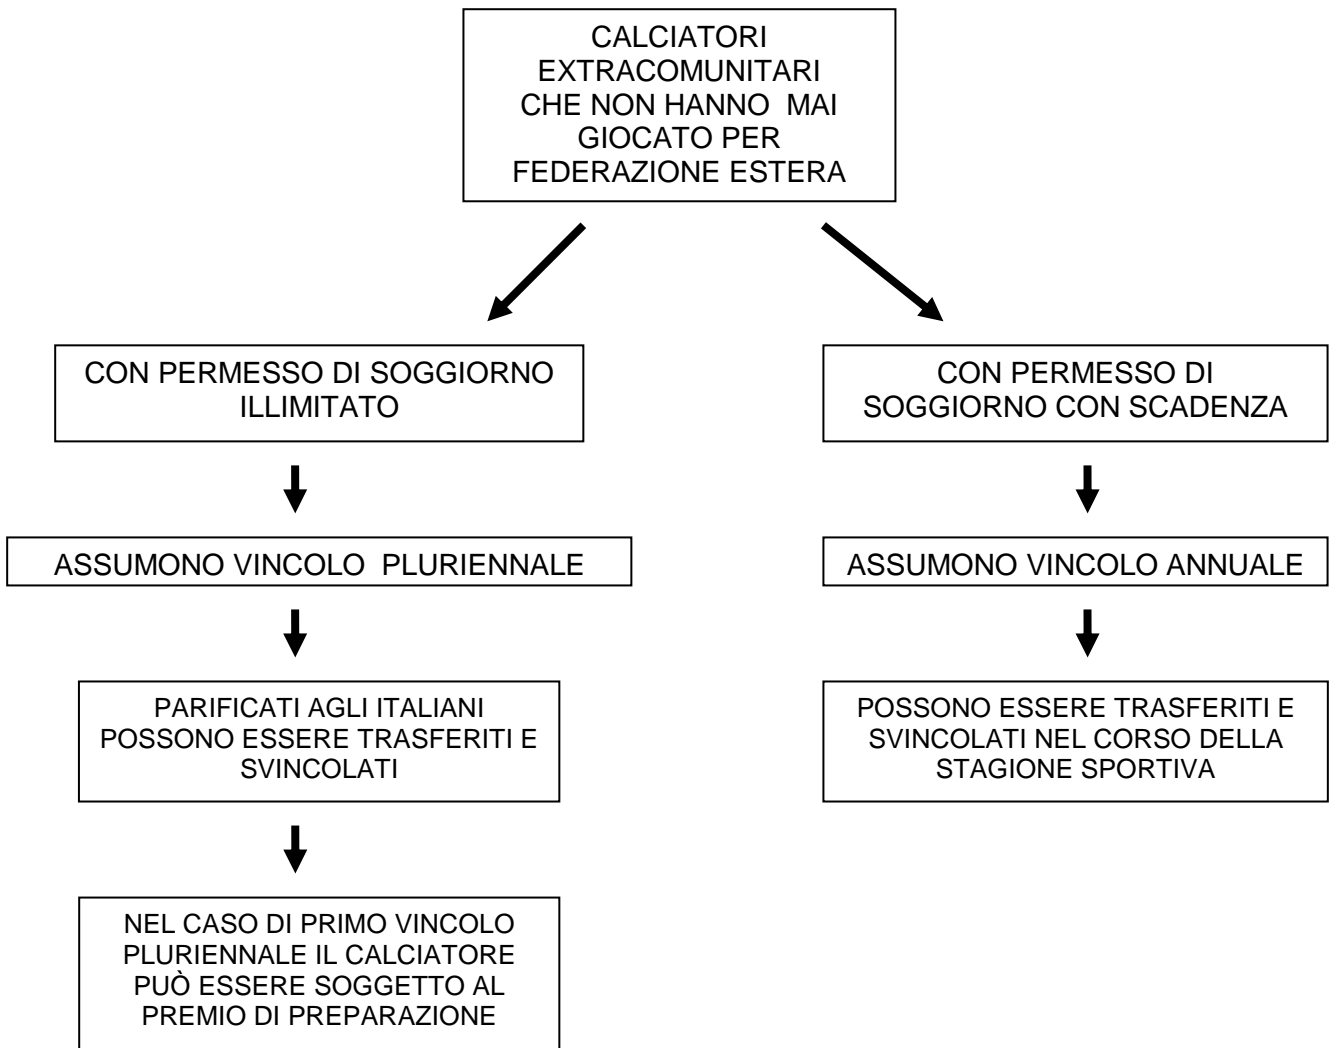 CALCIATORI
EXTRACOMUNITARI
CHE NON HANNO MAI
GIOCATO PER
FEDERAZIONE ESTERA
CON PERMESSO DI SOGGIORNO
ILLIMITATO
CON PERMESSO DI
SOGGIORNO CON SCADENZA
ASSUMONO VINCOLO PLURIENNALE
ASSUMONO VINCOLO ANNUALE
PARIFICATI AGLI ITALIANI
POSSONO ESSERE TRASFERITI E
SVINCOLATI
POSSONO ESSERE TRASFERITI E
SVINCOLATI NEL CORSO DELLA
STAGIONE SPORTIVA
NEL CASO DI PRIMO VINCOLO
PLURIENNALE IL CALCIATORE
PUÒ ESSERE SOGGETTO AL
PREMIO DI PREPARAZIONE